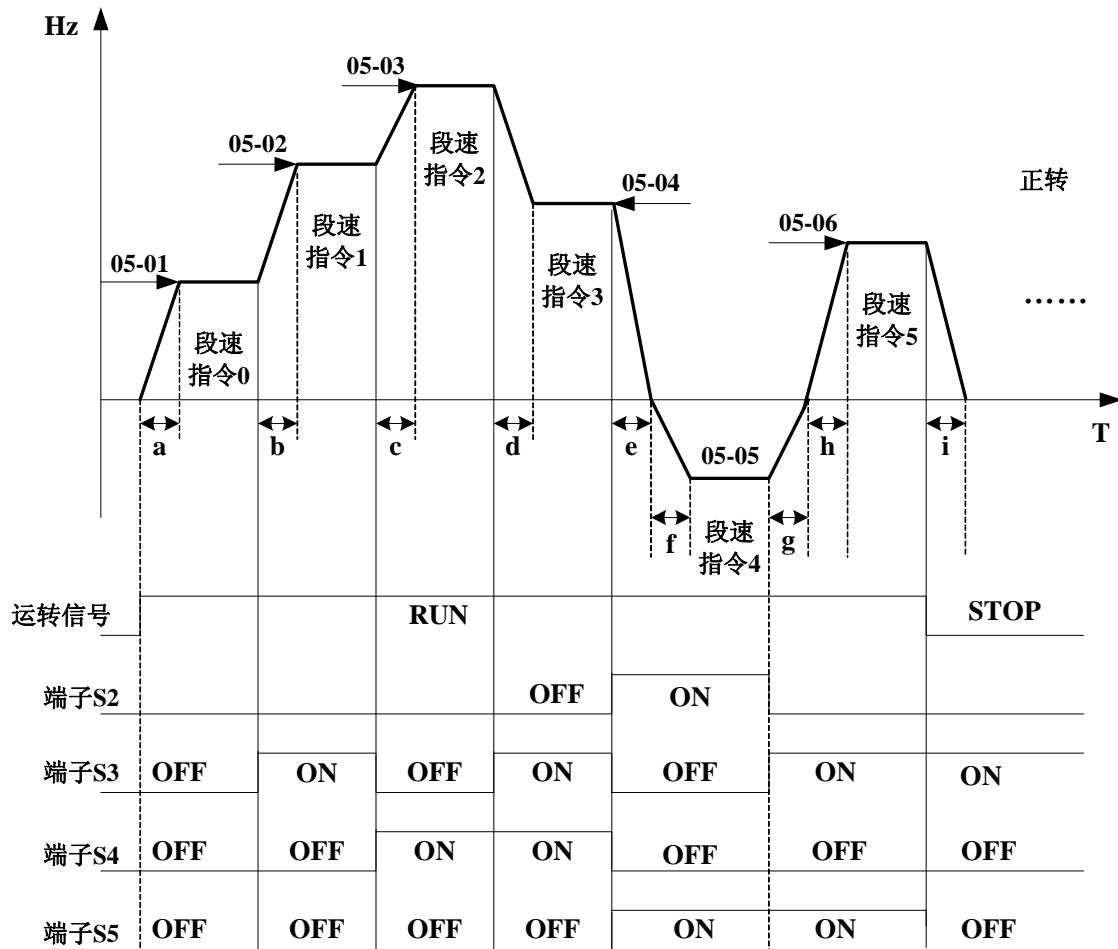 Hz
05-03
05-02
段速
指令2
05-04
正转
段速
指令1
05-06
05-01
段速
指令3
段速
指令5
……
段速
指令0
T
a
b
c
d
e
05-05
h
i
f
段速
指令4
g
运转信号
RUN
STOP
端子S2
OFF
ON
端子S3
OFF
ON
OFF
ON
OFF
ON
ON
端子S4
OFF
OFF
ON
ON
OFF
OFF
OFF
端子S5
OFF
OFF
OFF
OFF
ON
ON
OFF